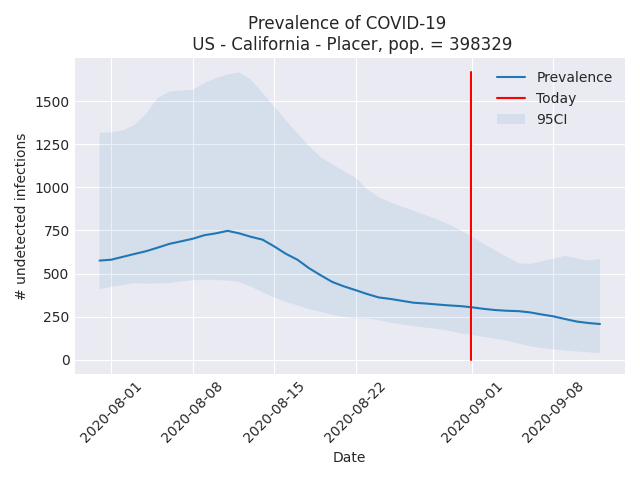 Prevalence of COVID-19
US - California - Placer, pop. = 398329
Prevalence
Today
95CI
# undetected infections
1500
1250
1000
750
500
250
0
2020-08-01
2020-08-08
2020-08-15
2020-08-22
2020-09-01
2020-09-08
Date